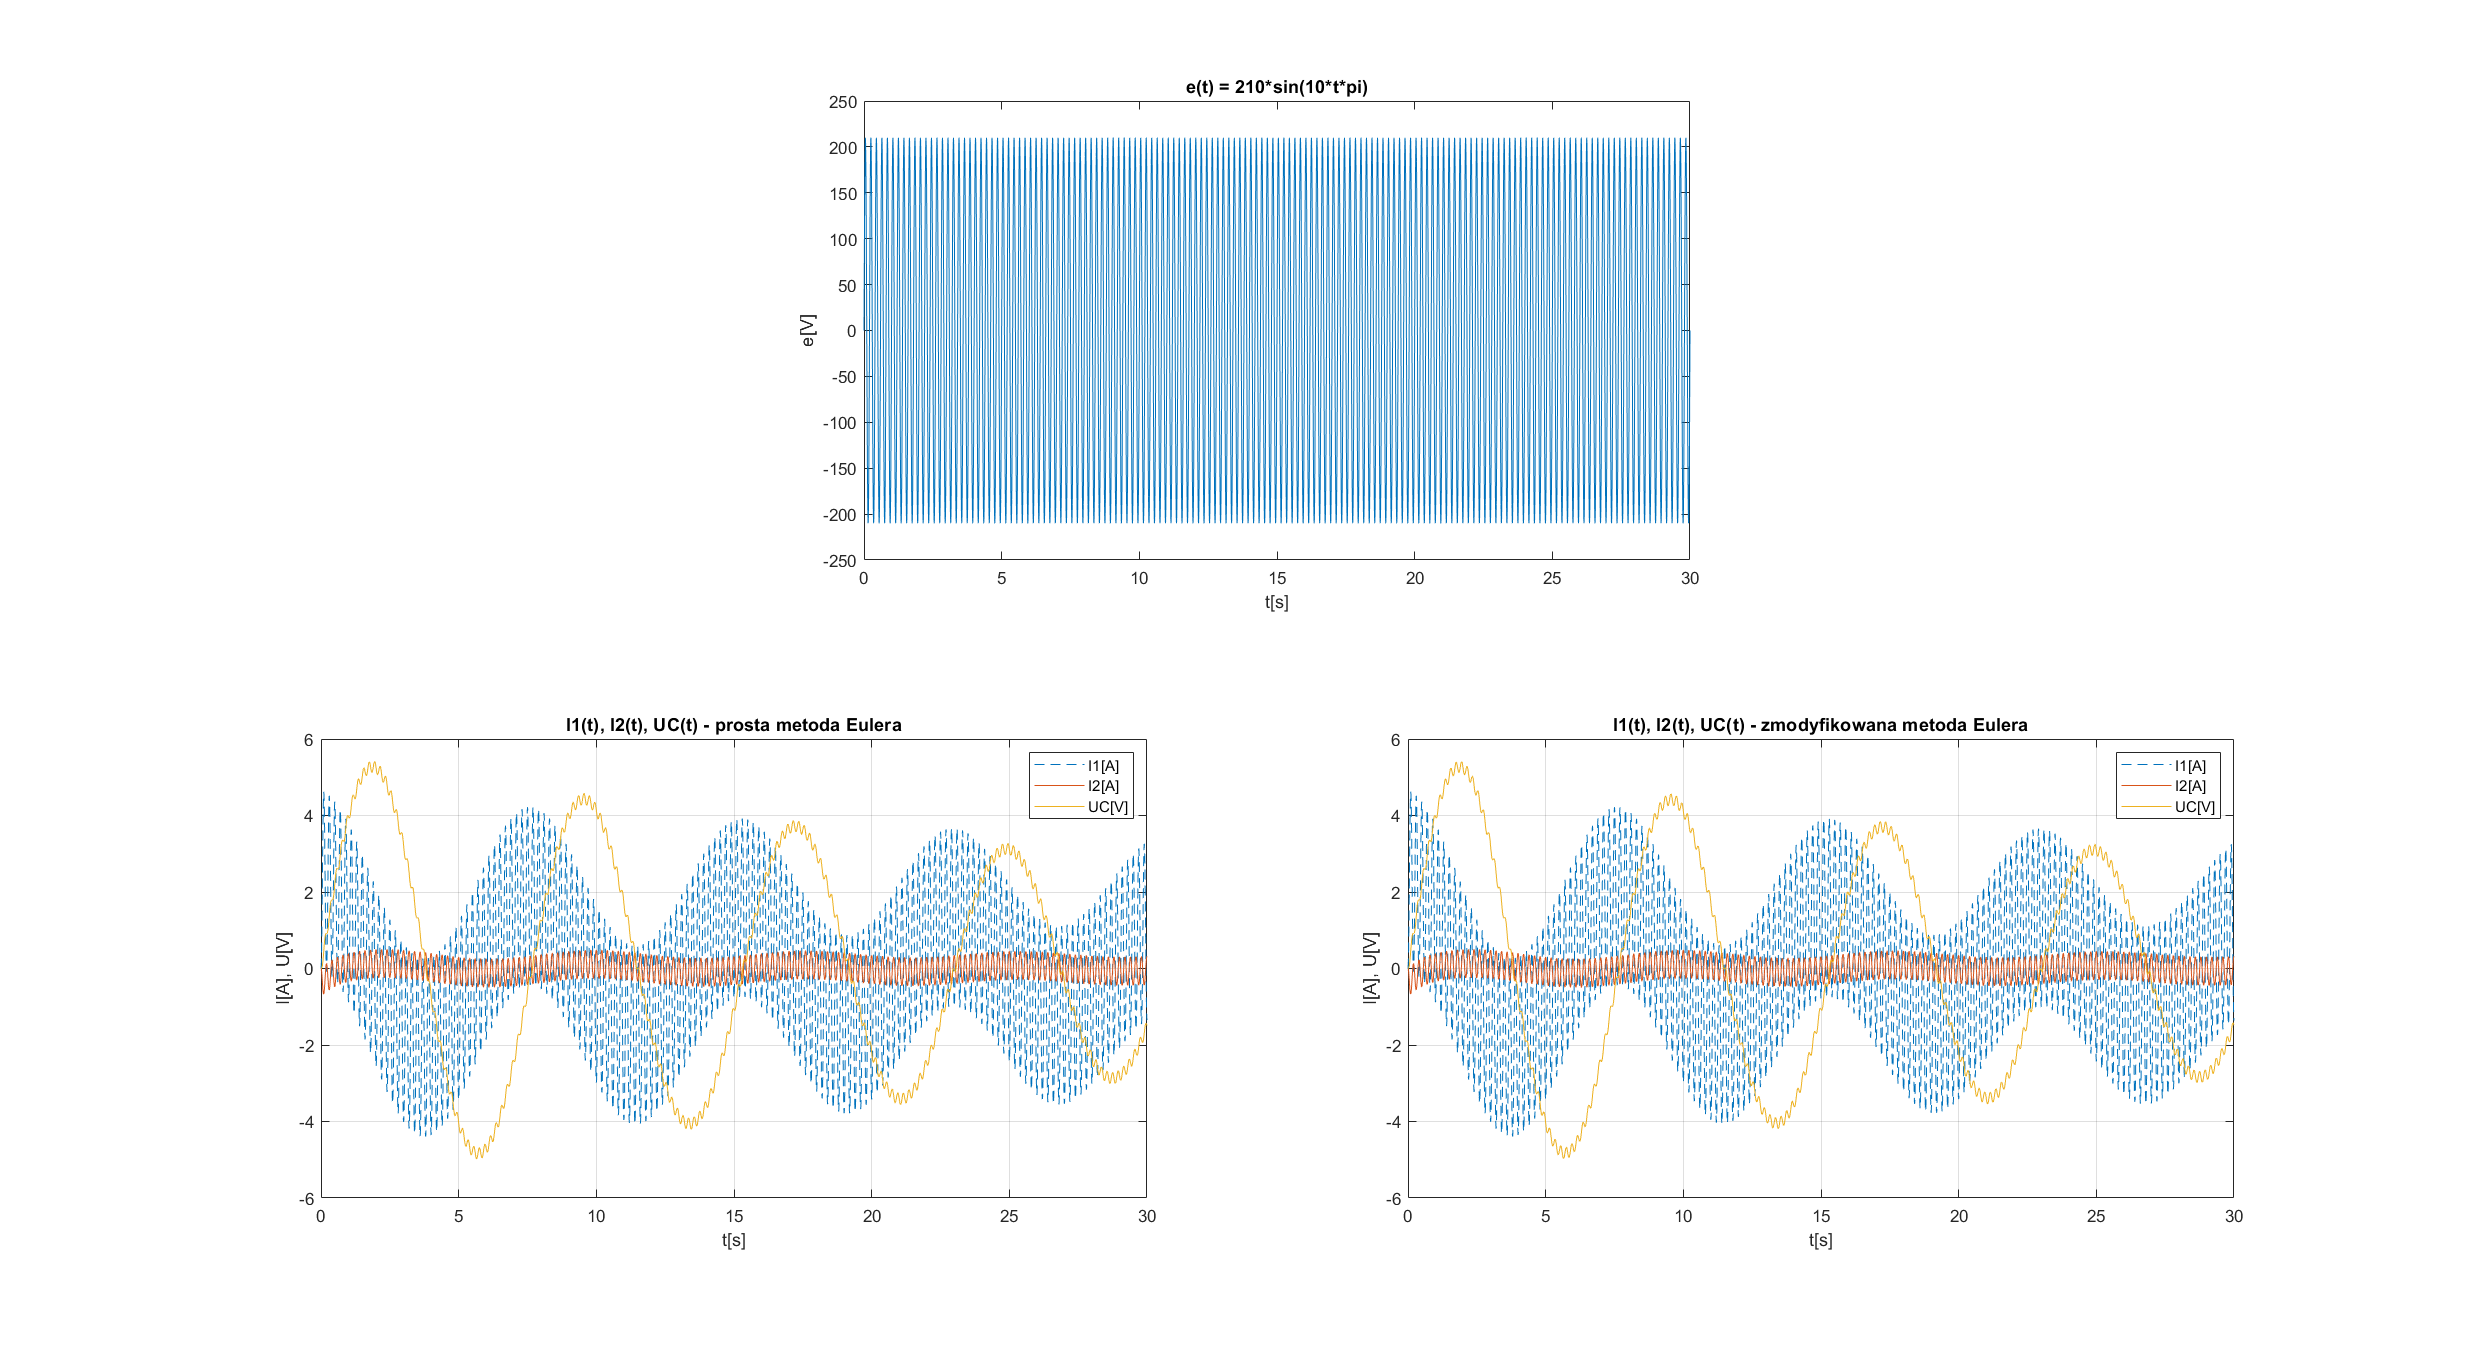 e(t) = 210*sin(10*t*pi)
250
200
150
100
50
0
-50
-100
-150
-200
-250
e[V]
0 5 10 15 20 25 30
t[s]
I1(t), I2(t), UC(t) - prosta metoda Eulera
6
4
2
0
-2
-4
-6
I[A], U[V]
I1[A]
I2[A]
UC[V]
0 5 10 15 20 25 30
t[s]
I1(t), I2(t), UC(t) - zmodyfikowana metoda Eulera
6
4
2
0
-2
-4
-6
I[A], U[V]
I1[A]
I2[A]
UC[V]
0 5 10 15 20 25 30
t[s]